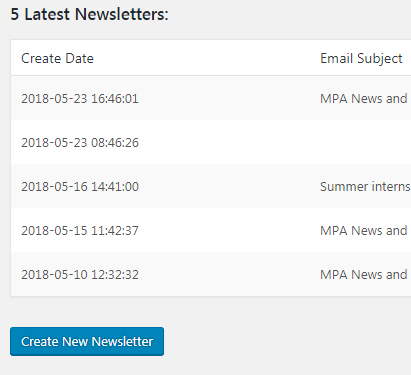 5 Latest Newsletters:
Create Date Email Subject
2018-05-23 16:46:01 MPA News and
2018-05-23 08:46:26
2018-05-16 14:41:00 Summer interns
2018-05-15 11:42:37 MPA News and
2018-05-10 12:32:32 MPA News and
Create New Newsletter